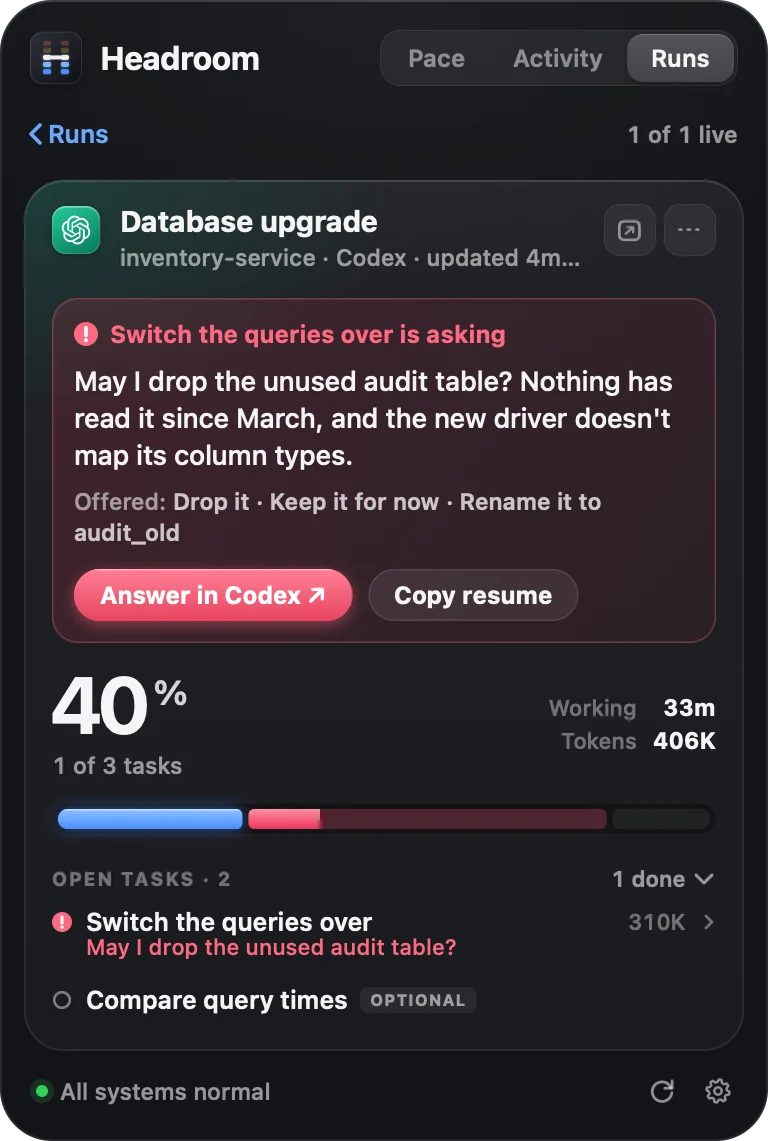 Headroom
Pace
Activity
Runs
Runs
1 of 1 live
Database upgrade
inventory-service · Codex · updated 4m...
Switch the queries over is asking
May I drop the unused audit table? Nothing has
read it since March, and the new driver doesn't
map its column types.
Offered: Drop it · Keep it for now · Rename it to
audit_old
Answer in Codex ↗
Copy resume
40%
1 of 3 tasks
Working 33m
Tokens 406K
OPEN TASKS · 2
1 done
Switch the queries over
310K
May I drop the unused audit table?
Compare query times
OPTIONAL
All systems normal